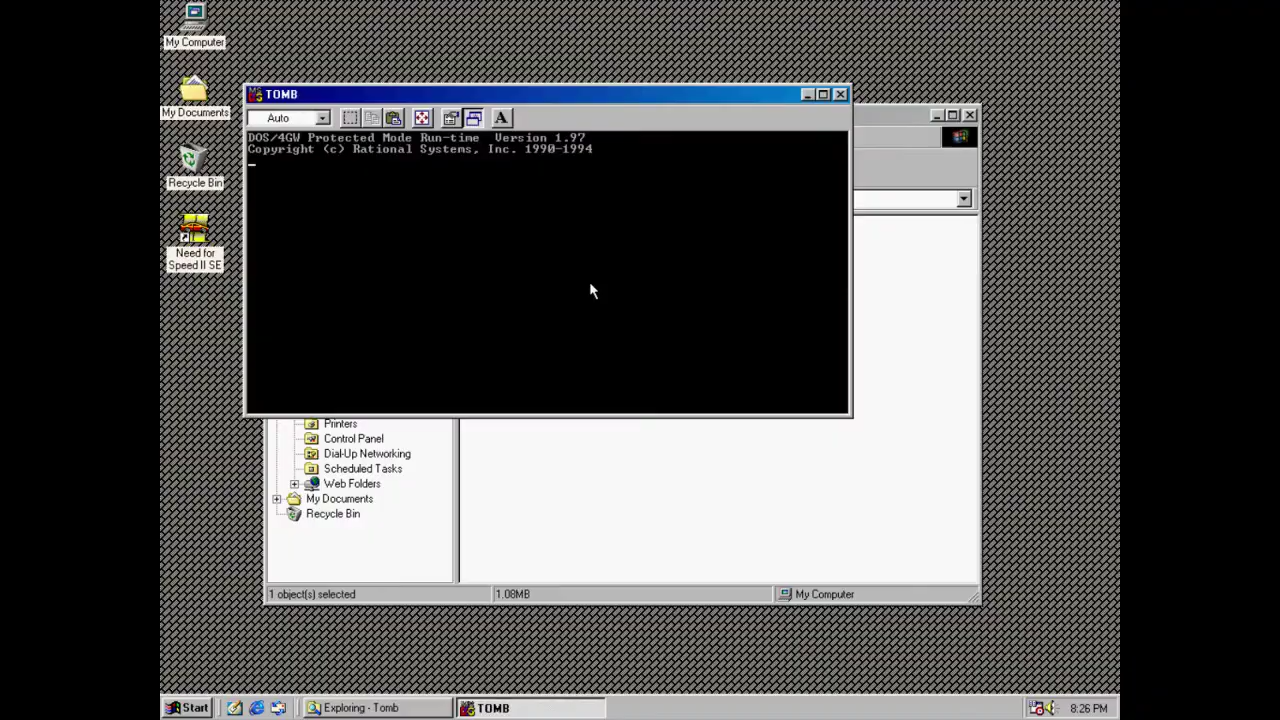 My Computer
My Documents
Recycle Bin
Need for
Speed II SE
TOMB
Auto
A
DOS/4GW Protected Mode Run-time  Version 1.97
Copyright (c) Rational Systems, Inc. 1990-1994
Printers
Control Panel
Dial-Up Networking
Scheduled Tasks
Web Folders
My Documents
Recycle Bin
1 object(s) selected
1.08MB
My Computer
Start
Exploring - Tomb
TOMB
8:26 PM